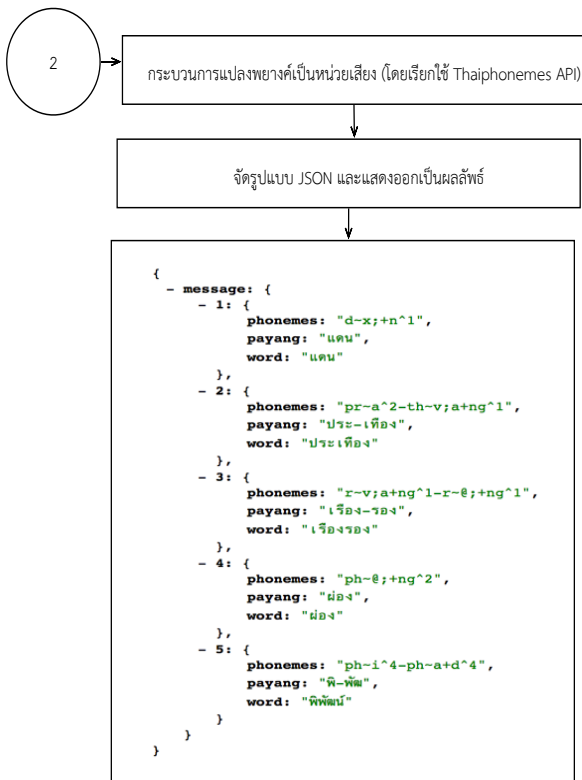 2
กระบวนการแปลงพยางค์เป็นหน่วยเสียง (โดยเรียกใช้ Thaiphonemes API)
จัดรูปแบบ JSON และแสดงออกเป็นผลลัพธ์
{
- message: {
- 1: {
phonemes: "d~x;+n^1",
payang: "แดน",
word: "แดน"
},
- 2: {
phonemes: "pr~a^2-th~v;a+ng^1",
payang: "ประ-เทือง",
word: "ประเทือง"
},
- 3: {
phonemes: "r~v;a+ng^1-r~@;+ng^1",
payang: "เรือง-รอง",
word: "เรืองรอง"
},
- 4: {
phonemes: "ph~@;+ng^2",
payang: "ผ่อง",
word: "ผ่อง"
},
- 5: {
phonemes: "ph~i^4-ph~a+d^4",
payang: "พิ-พัฒ",
word: "พิพัฒน์"
}
}
}